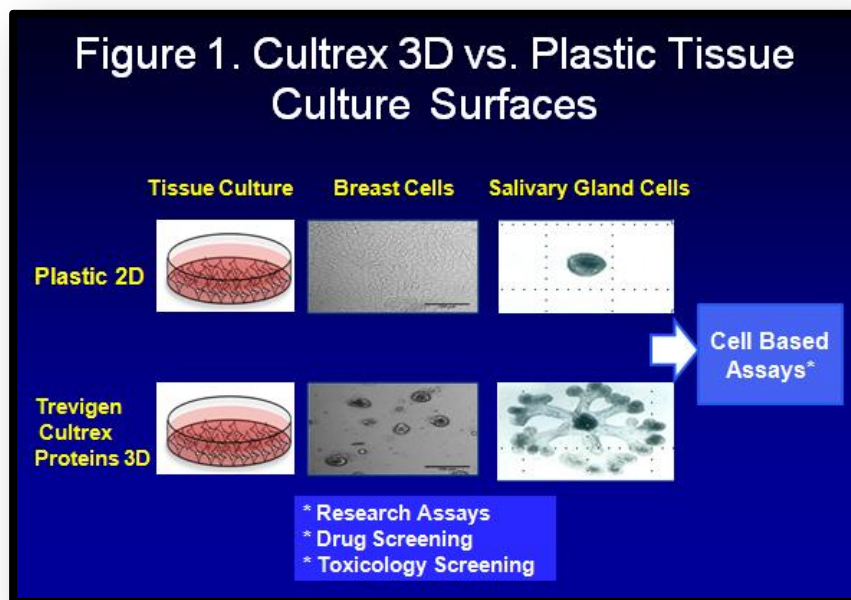 Figure 1. Cultrex 3D vs. Plastic Tissue
Culture Surfaces
Tissue Culture
Breast Cells
Salivary Gland Cells
Plastic 2D
Cell Based
Assays*
Trevigen
Cultrex
Proteins 3D
* Research Assays
* Drug Screening
* Toxicology Screening